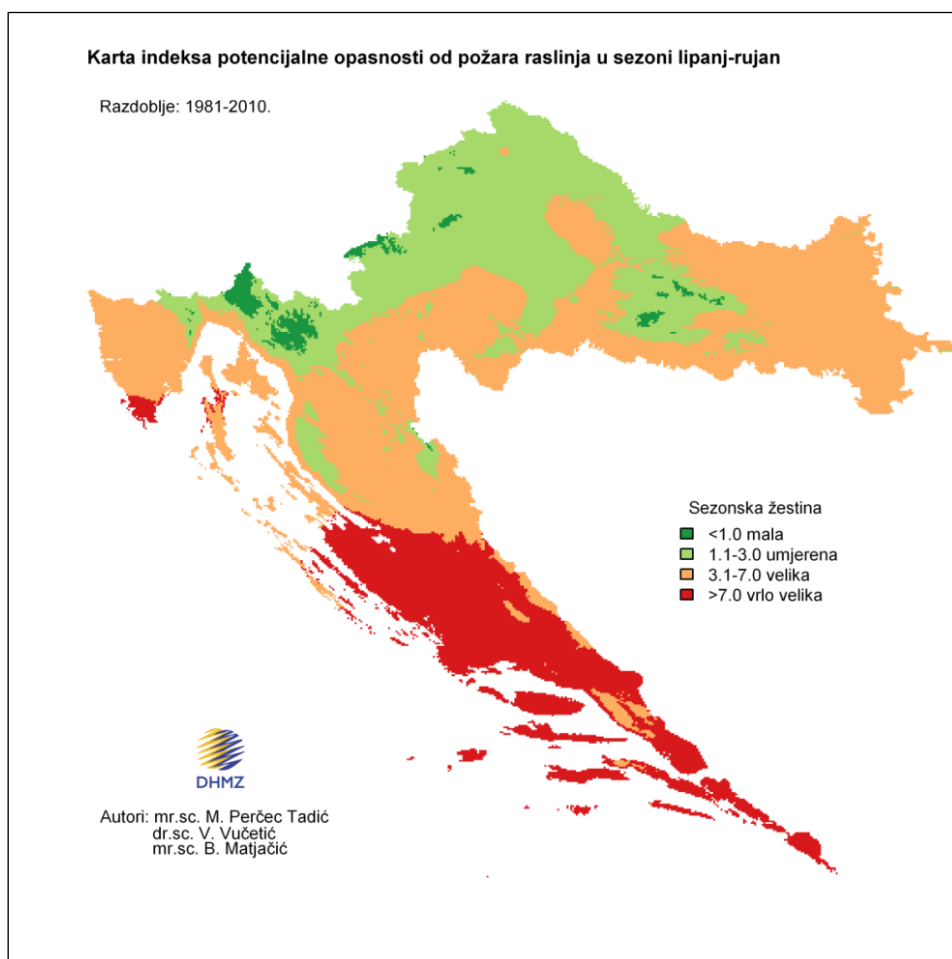 Karta indeksa potencijalne opasnosti od požara raslinja u sezoni lipanj-rujan
Razdoblje: 1981-2010.
Sezonska žestina
<1.0 mala
1.1-3.0 umjerena
3.1-7.0 velika
>7.0 vrlo velika
DHMZ
Autori: mr.sc. M. Perčec Tadić
dr.sc. V. Vučetić
mr.sc. B. Matjačić